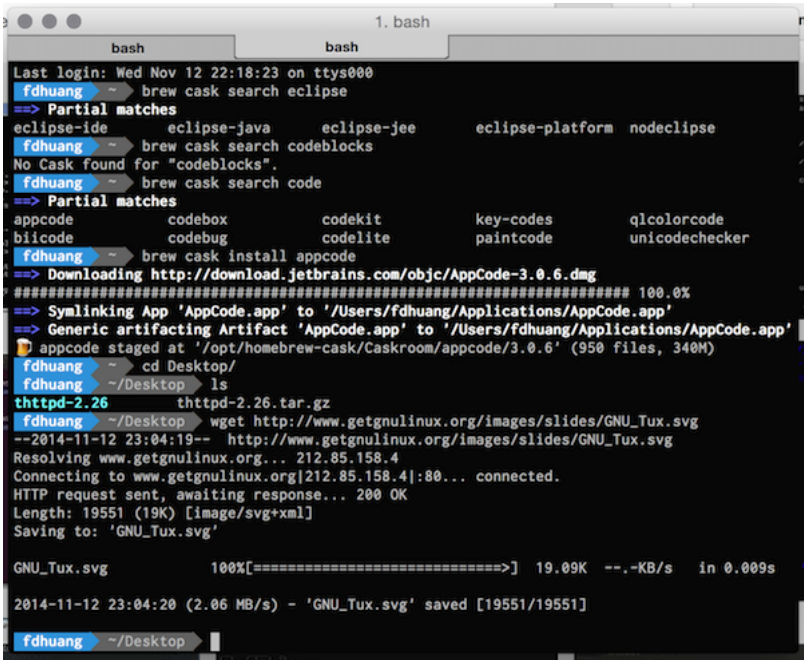 1. bash
bash bash
Last login: Wed Nov 12 22:18:23 on ttys000
fdhuang ~ brew cask search eclipse
==> Partial matches
eclipse-ide eclipse-java eclipse-jee eclipse-platform nodeclipse
fdhuang ~ brew cask search codeblocks
No Cask found for "codeblocks".
fdhuang ~ brew cask search code
==> Partial matches
appcode codebox codekit key-codes qlcolorcode
biicode codebug codelite paintcode unicodechecker
fdhuang ~ brew cask install appcode
==> Downloading http://download.jetbrains.com/objc/AppCode-3.0.6.dmg
######################################################################## 100.0%
==> Symlinking App 'AppCode.app' to '/Users/fdhuang/Applications/AppCode.app'
==> Generic artifacting Artifact 'AppCode.app' to '/Users/fdhuang/Applications/AppCode.app'
🍺 appcode staged at '/opt/homebrew-cask/Caskroom/appcode/3.0.6' (950 files, 340M)
fdhuang ~ cd Desktop/
fdhuang ~/Desktop ls
thttpd-2.26 thttpd-2.26.tar.gz
fdhuang ~/Desktop wget http://www.getgnulinux.org/images/slides/GNU_Tux.svg
--2014-11-12 23:04:19-- http://www.getgnulinux.org/images/slides/GNU_Tux.svg
Resolving www.getgnulinux.org... 212.85.158.4
Connecting to www.getgnulinux.org|212.85.158.4|:80... connected.
HTTP request sent, awaiting response... 200 OK
Length: 19551 (19K) [image/svg+xml]
Saving to: 'GNU_Tux.svg'
GNU_Tux.svg 100%[=============================>] 19.09K --.-KB/s in 0.009s
2014-11-12 23:04:20 (2.06 MB/s) - 'GNU_Tux.svg' saved [19551/19551]
fdhuang ~/Desktop